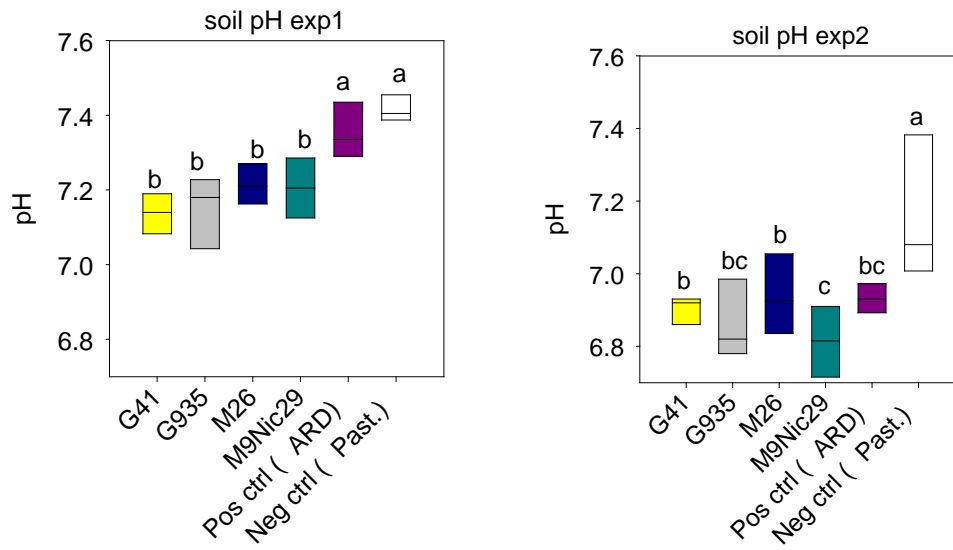 soil pH exp1
7.6
7.4
7.2
7.0
6.8
pH
b
b
b
b
a
a
G41
G935
M26
M9Nic29
Pos ctrl ( ARD)
Neg ctrl ( Past.)
soil pH exp2
7.6
7.4
7.2
7.0
6.8
pH
b
bc
b
c
bc
a
G41
G935
M26
M9Nic29
Pos ctrl ( ARD)
Neg ctrl ( Past.)